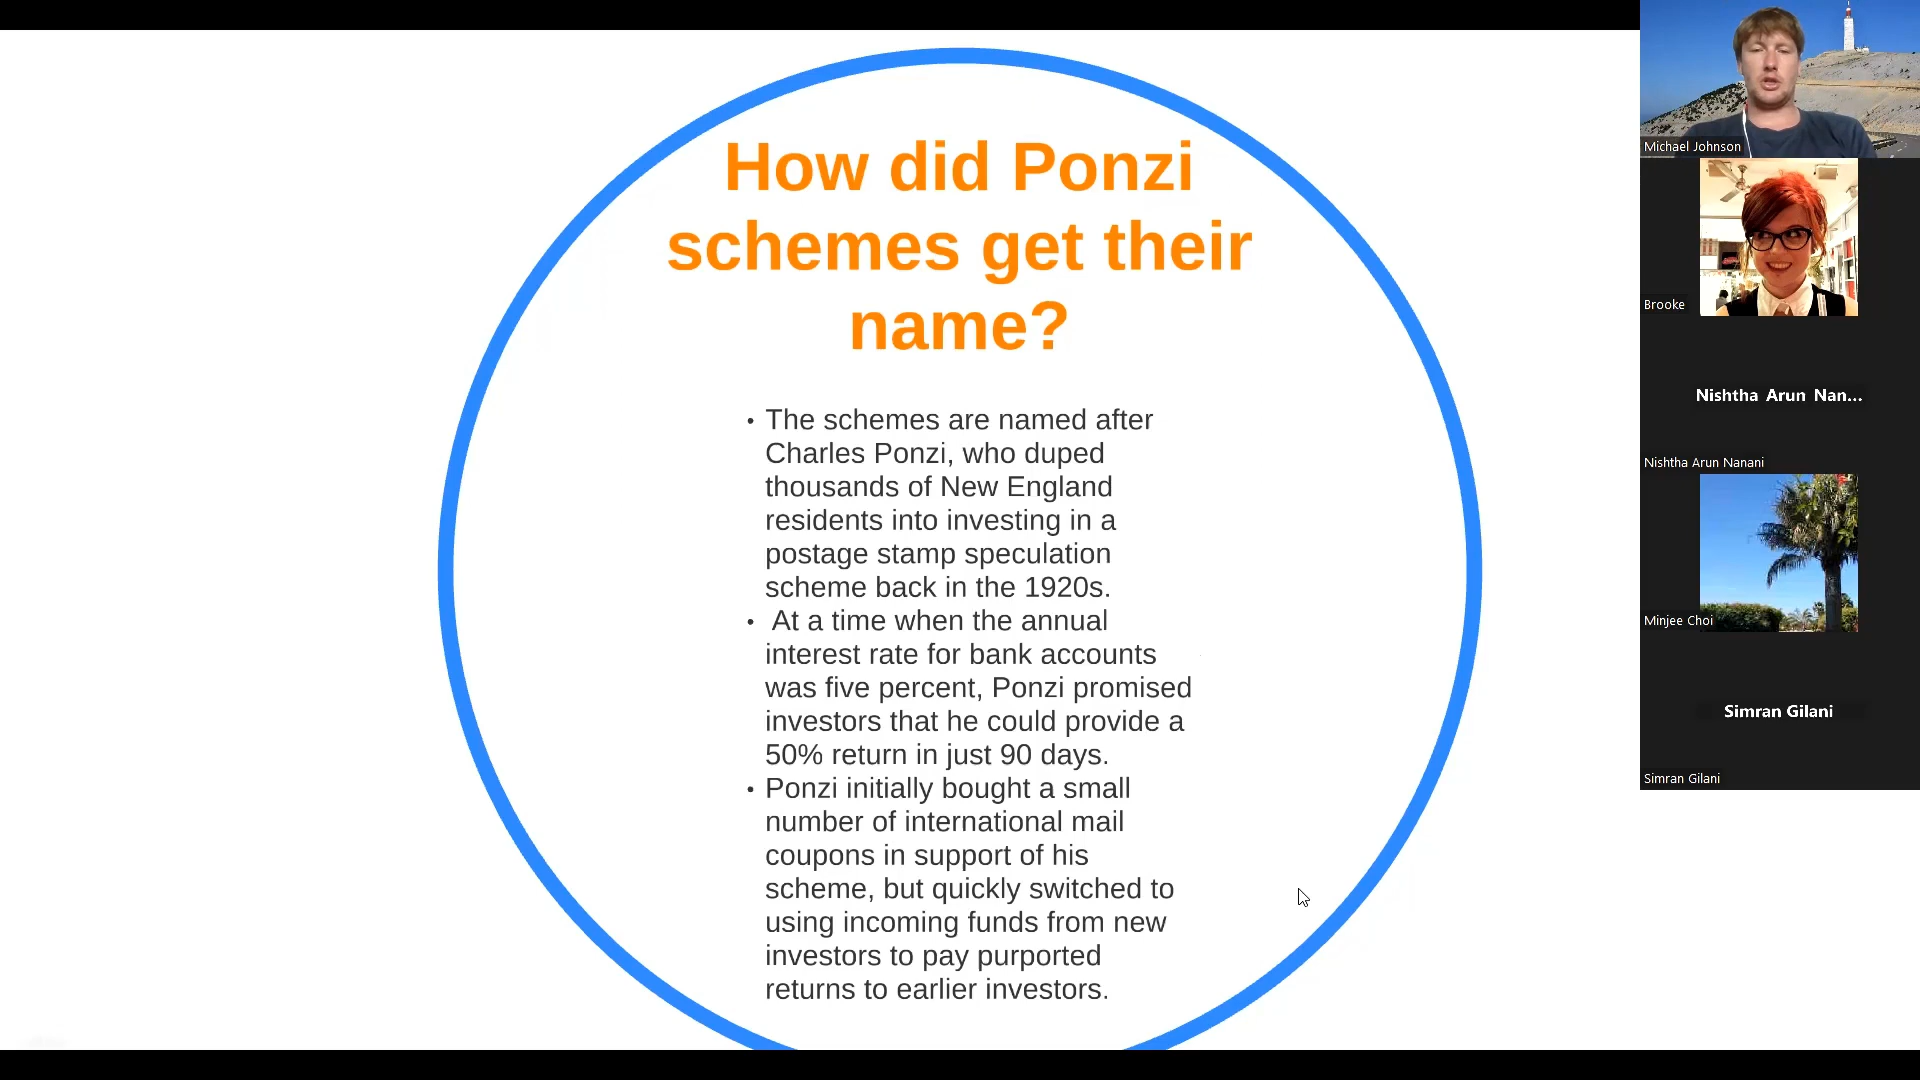 How did Ponzi
schemes get their
name?
• The schemes are named after
Charles Ponzi, who duped
thousands of New England
residents into investing in a
postage stamp speculation
scheme back in the 1920s.
• At a time when the annual
interest rate for bank accounts
was five percent, Ponzi promised
investors that he could provide a
50% return in just 90 days.
• Ponzi initially bought a small
number of international mail
coupons in support of his
scheme, but quickly switched to
using incoming funds from new
investors to pay purported
returns to earlier investors.
Michael Johnson
Brooke
Nishtha Arun Nan...
Nishtha Arun Nanani
Minjee Choi
Simran Gilani
Simran Gilani